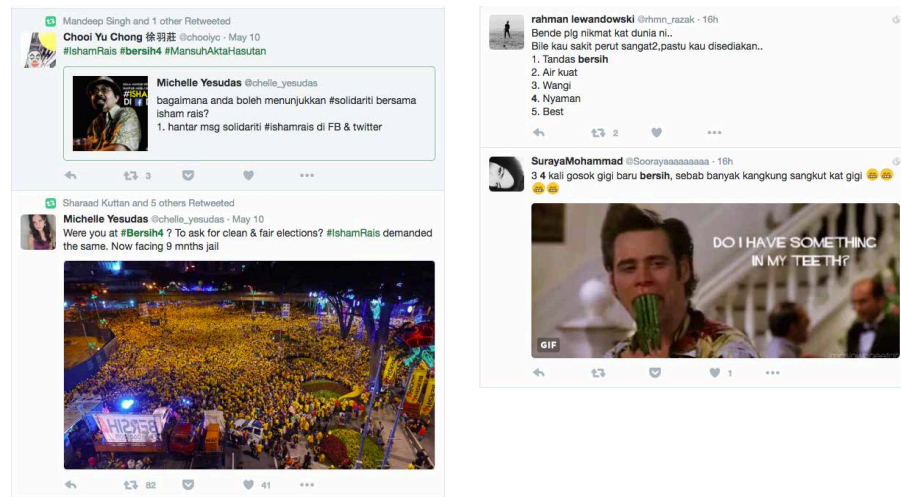 Mandeep Singh and 1 other Retweeted
Chooi Yu Chong 徐羽莊 @chooiyc · May 10
#IshamRais #bersih4 #MansuhAktaHasutan
Michelle Yesudas @chelle_yesudas
bagaimana anda boleh menunjukkan #solidariti bersama
isham rais?
1. hantar msg solidariti #ishamrais di FB & twitter
3
Sharaad Kuttan and 5 others Retweeted
Michelle Yesudas @chelle_yesudas · May 10
Were you at #Bersih4 ? To ask for clean & fair elections? #IshamRais demanded
the same. Now facing 9 mnths jail
BERSIH
82 41
rahman lewandowski @rhmn_razak · 16h
Bende plg nikmat kat dunia ni..
Bile kau sakit perut sangat2,pastu kau disediakan..
1. Tandas bersih
2. Air kuat
3. Wangi
4. Nyaman
5. Best
2
SurayaMohammad @Soorayaaaaaaaaa · 16h
3 4 kali gosok gigi baru bersih, sebab banyak kangkung sangkut kat gigi 😂😂
😂😂
DO I HAVE SOMETHING
IN MY TEETH?
GIF
1